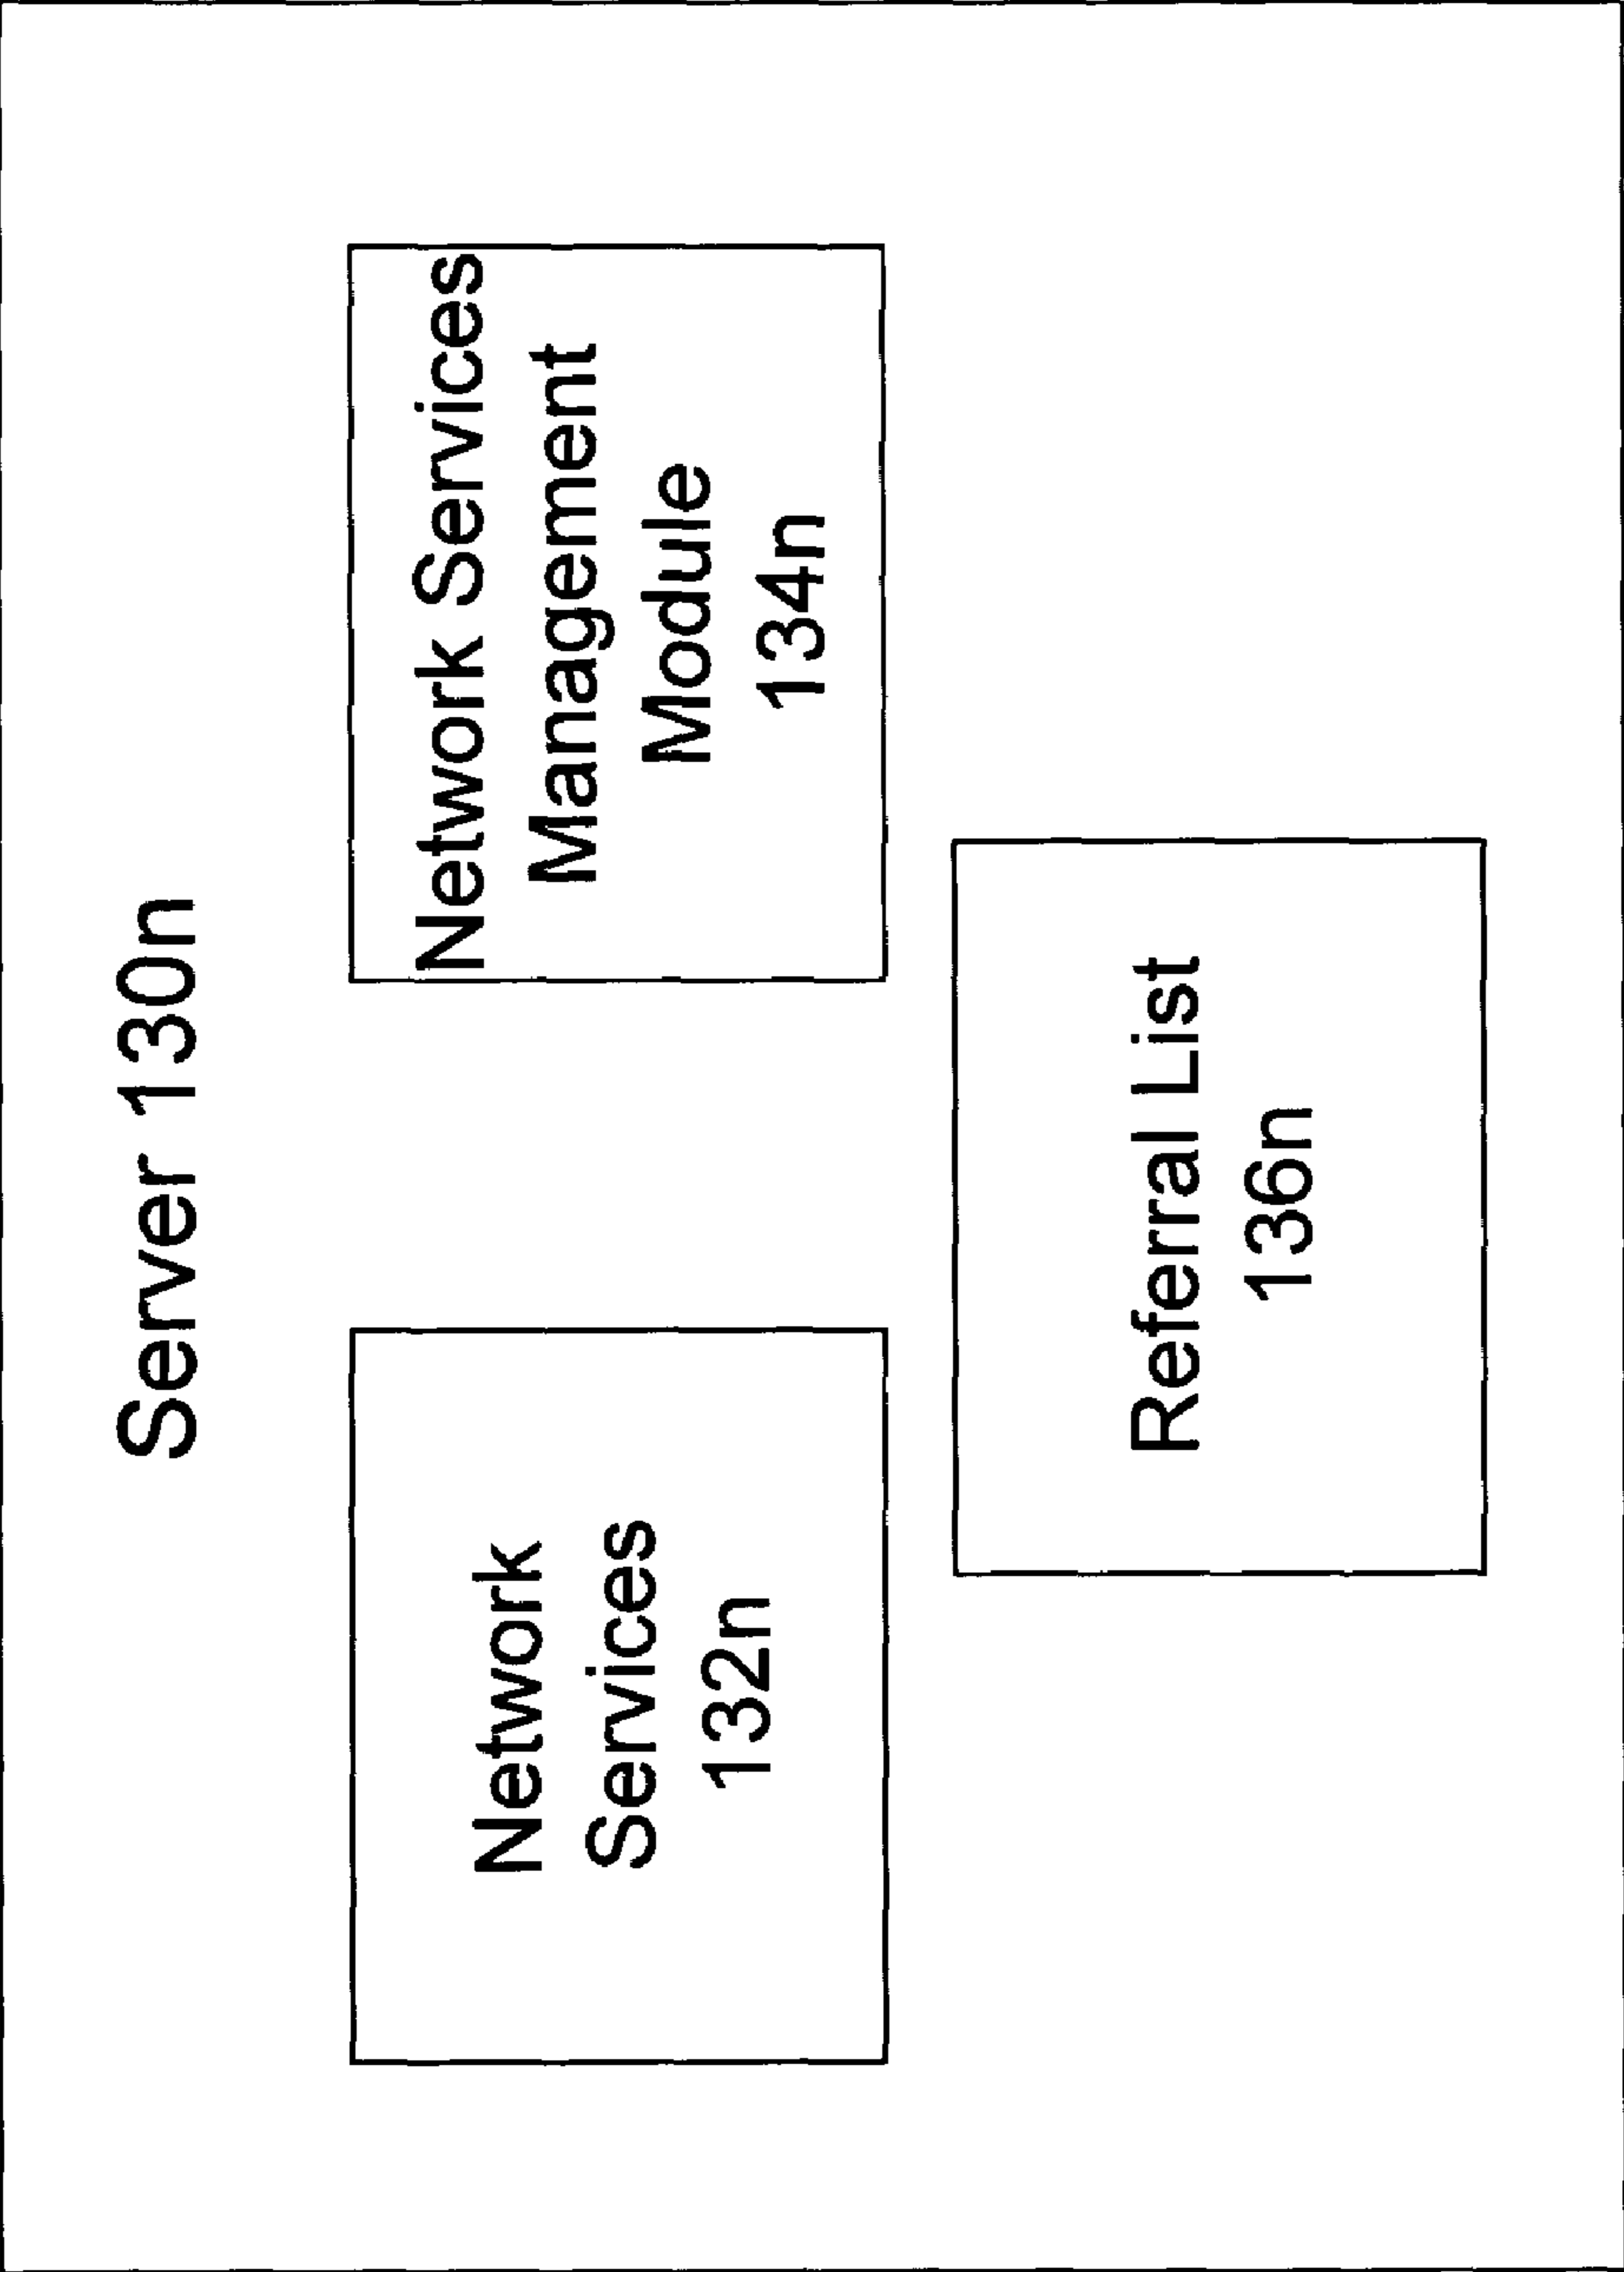 Server 130n
Network
Services
132n
Network Services
Management
Module
134n
Referral List
136n